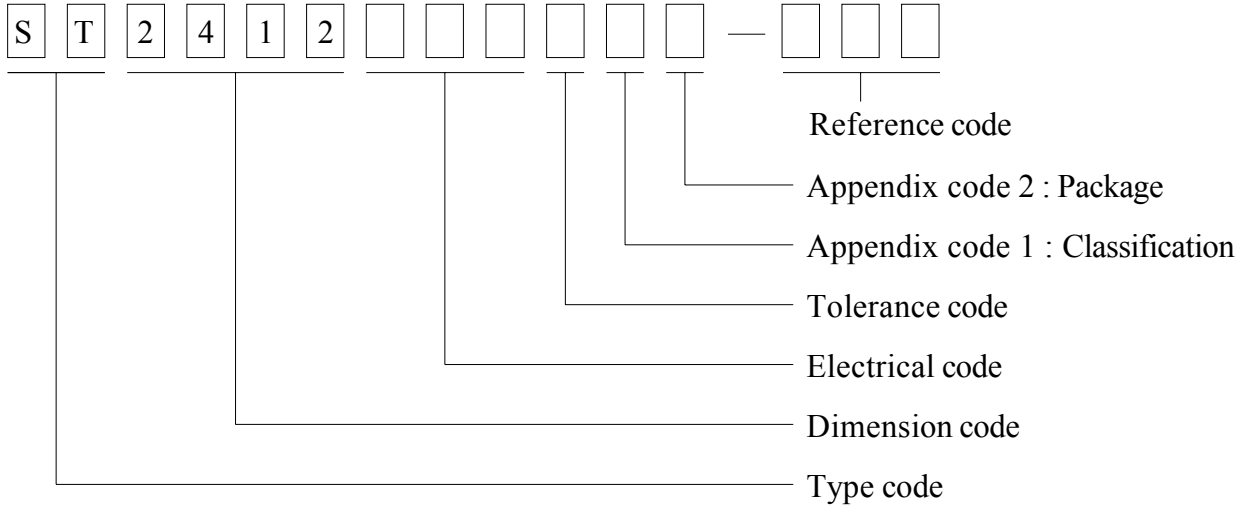 S T 2 4 1 2 —
Reference code
Appendix code 2 : Package
Appendix code 1 : Classification
Tolerance code
Electrical code
Dimension code
Type code